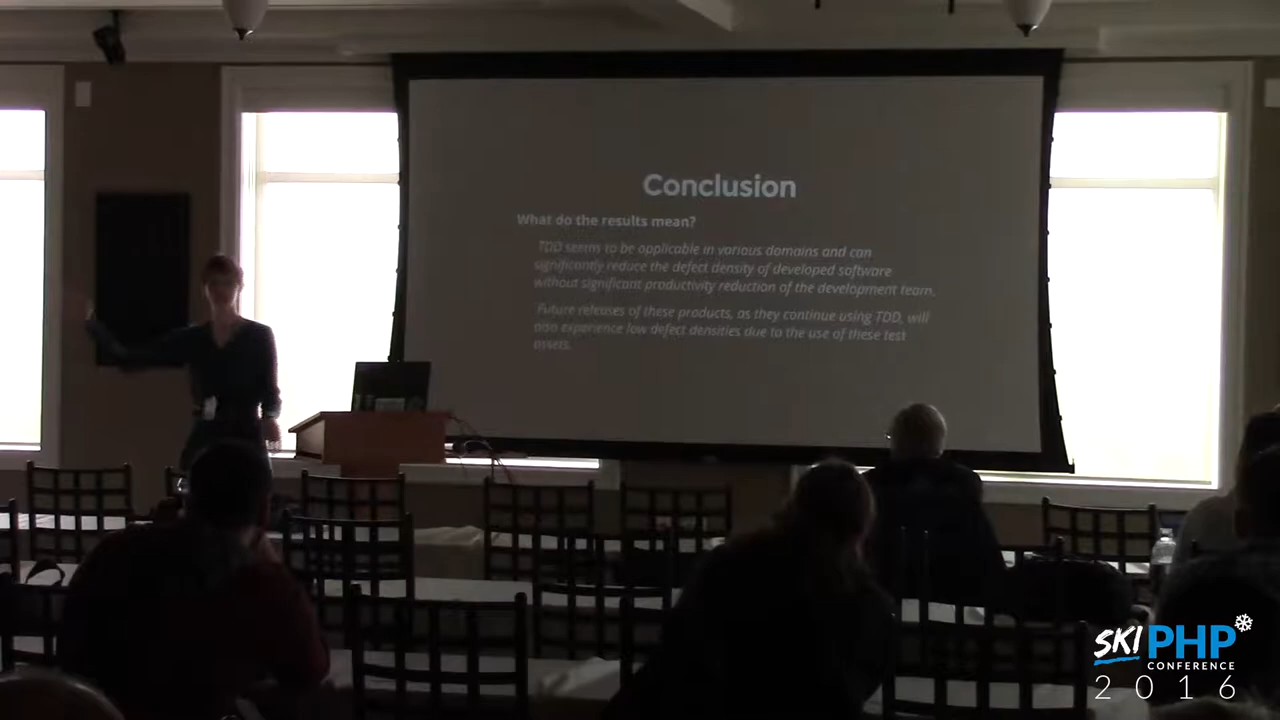 Conclusion
What do the results mean?
TDD seems to be applicable in various domains and can
significantly reduce the defect density of developed software
without significant productivity reduction of the development team.
Future releases of these products, as they continue using TDD, will
also experience low defect densities due to the use of these test
assets.
SKI PHP
CONFERENCE
2016